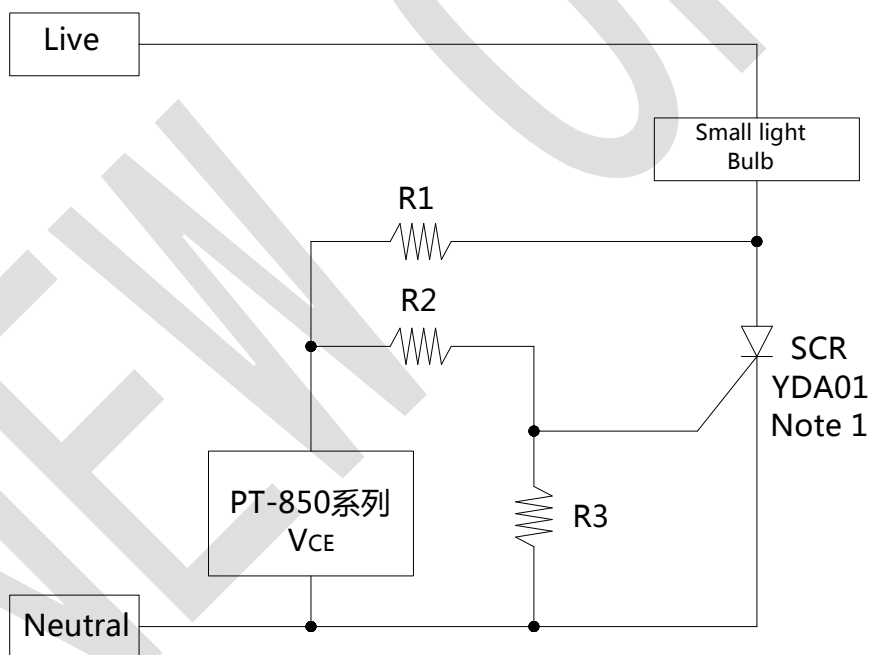 Live
Small light
Bulb
R1
R2
SCR
YDA01
Note 1
PT-850系列
VCE
R3
Neutral